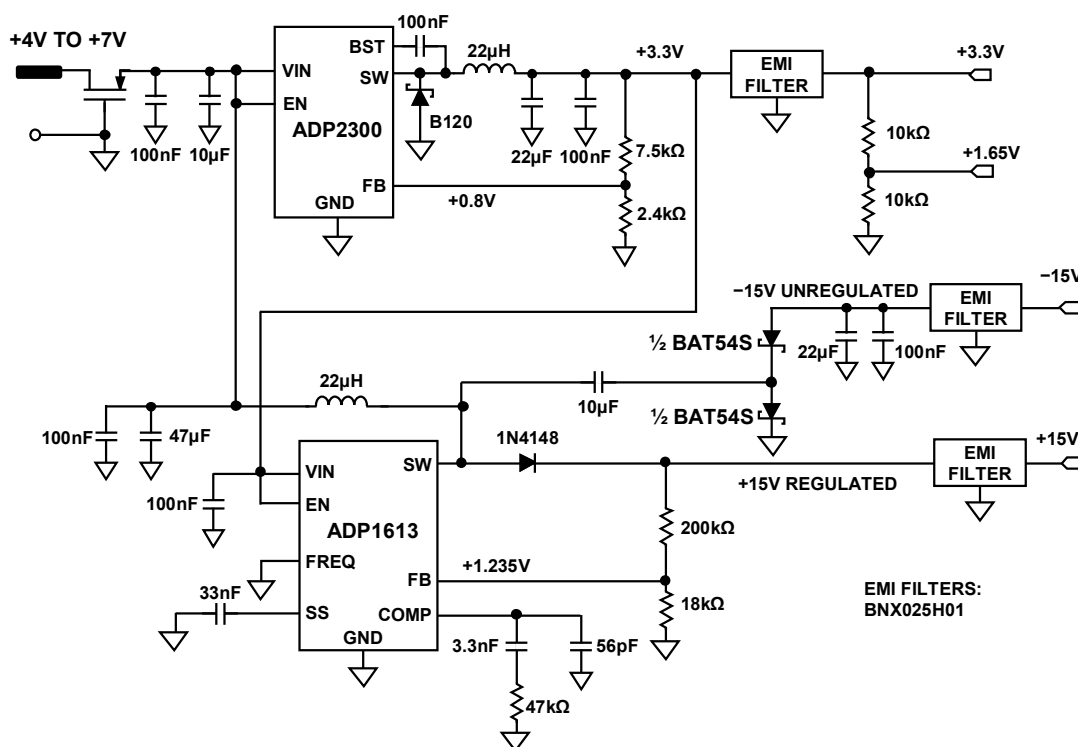 +4V TO +7V
100nF
10µF
VIN
EN
ADP2300
GND
BST
SW
FB
100nF
22µH
B120
22µF
100nF
+3.3V
7.5kΩ
+0.8V
2.4kΩ
EMI
FILTER
+3.3V
10kΩ
+1.65V
10kΩ
−15V UNREGULATED
½ BAT54S
22µF
100nF
EMI
FILTER
−15V
½ BAT54S
10µF
22µH
100nF
47µF
1N4148
100nF
VIN
EN
ADP1613
FREQ
SS
GND
SW
FB
COMP
33nF
+15V REGULATED
EMI
FILTER
+15V
200kΩ
+1.235V
18kΩ
3.3nF
56pF
47kΩ
EMI FILTERS:
BNX025H01